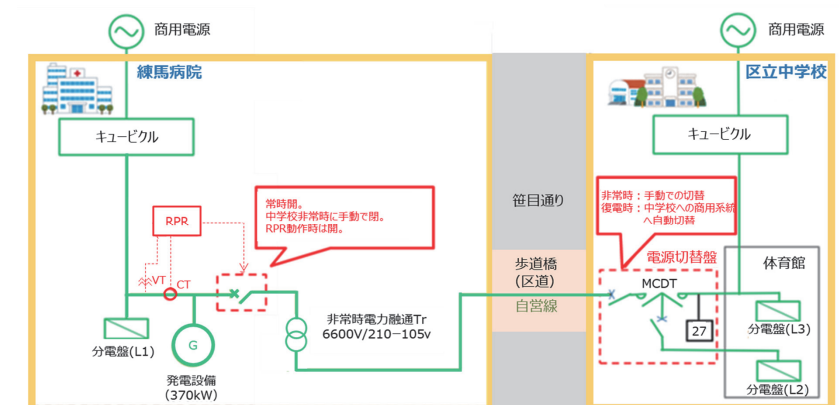 商用電源
商用電源
練馬病院
区立中学校
キュービクル
キュービクル
RPR
常時開。
中学校非常時に手動で閉。
RPR動作時は開。
笹目通り
非常時：手動での切替
復電時：中学校への商用系統
へ自動切替
電源切替盤
体育館
VT
CT
歩道橋
(区道)
自営線
MCDT
27
分電盤(L3)
分電盤(L1)
G
発電設備
(370kW)
非常時電力融通Tr
6600V/210－105v
分電盤(L2)